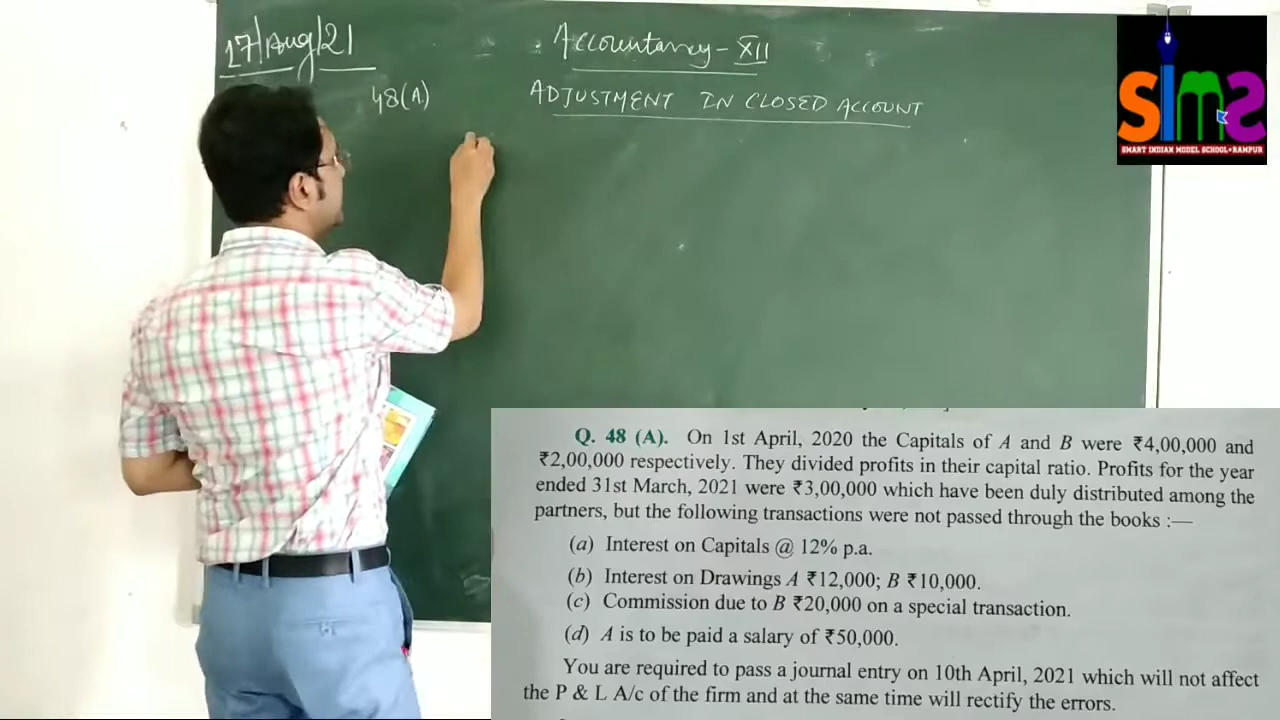 17/Aug/21
Accountancy - XII
48(A)
ADJUSTMENT IN CLOSED ACCOUNT
SIMS
SMART INDIAN MODEL SCHOOL•RAMPUR
Q. 48 (A). On 1st April, 2020 the Capitals of A and B were ₹4,00,000 and
₹2,00,000 respectively. They divided profits in their capital ratio. Profits for the year
ended 31st March, 2021 were ₹3,00,000 which have been duly distributed among the
partners, but the following transactions were not passed through the books :—
(a) Interest on Capitals @ 12% p.a.
(b) Interest on Drawings A ₹12,000; B ₹10,000.
(c) Commission due to B ₹20,000 on a special transaction.
(d) A is to be paid a salary of ₹50,000.
You are required to pass a journal entry on 10th April, 2021 which will not affect
the P & L A/c of the firm and at the same time will rectify the errors.